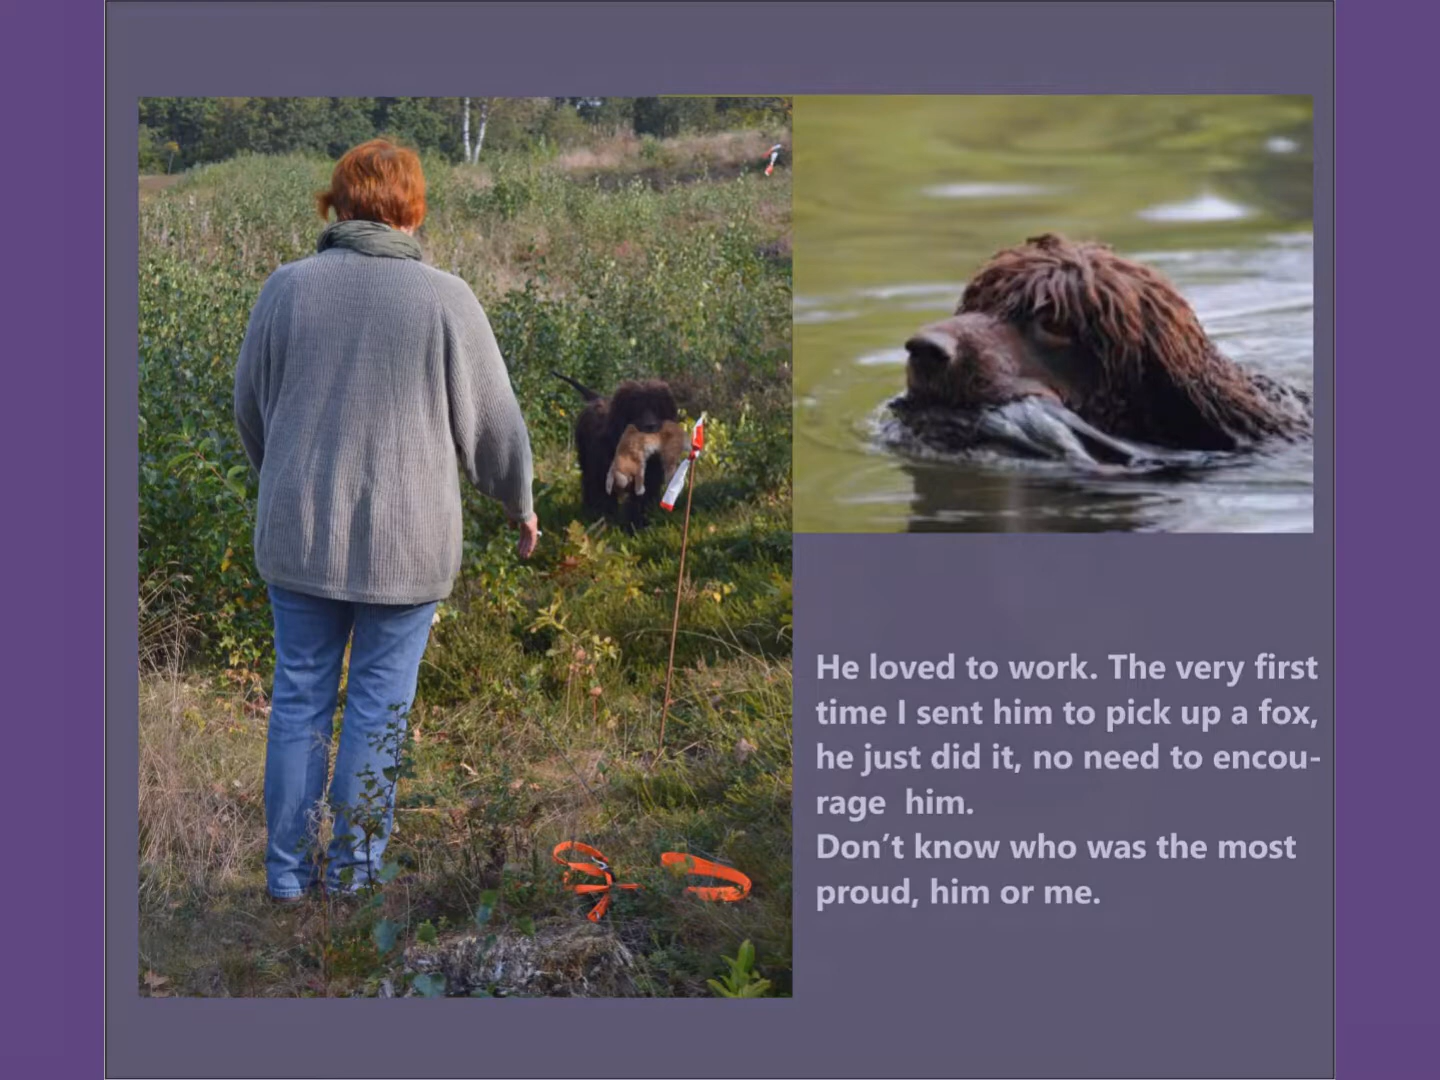 He loved to work. The very first
time I sent him to pick up a fox,
he just did it, no need to encou-
rage  him.
Don’t know who was the most
proud, him or me.